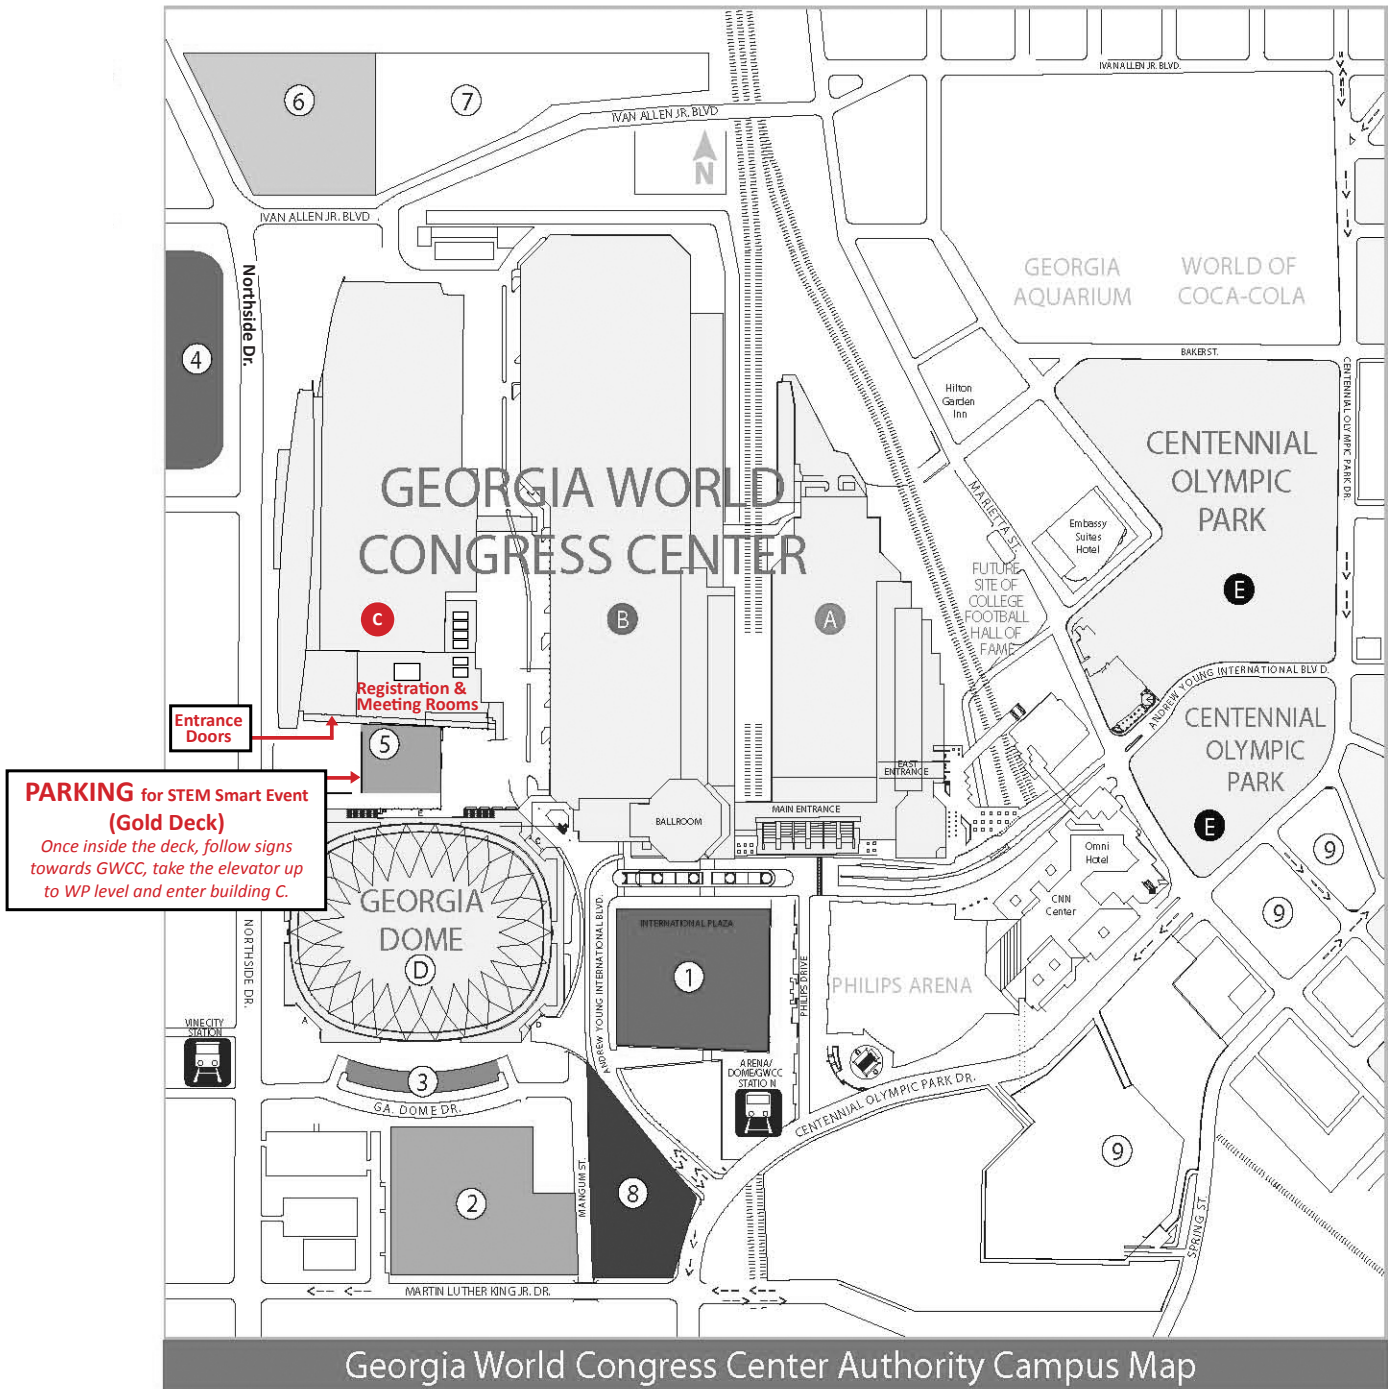 IVAN ALLEN JR. BLVD.
6
7
IVAN ALLEN JR. BLVD
N
IVAN ALLEN JR. BLVD
Northside Dr.
4
GEORGIA
AQUARIUM
WORLD OF
COCA-COLA
BAKER ST.
CENTENNIAL OLYMPIC PARK DR.
Hilton
Garden
Inn
CENTENNIAL
OLYMPIC
PARK
E
MARIETTA ST.
Embassy
Suites
Hotel
GEORGIA WORLD
CONGRESS CENTER
FUTURE
SITE OF
COLLEGE
FOOTBALL
HALL OF
FAME
C
B
A
Registration &
Meeting Rooms
ANDREW YOUNG INTERNATIONAL BLVD.
Entrance
Doors
5
CENTENNIAL
OLYMPIC
PARK
E
EAST
ENTRANCE
MAIN ENTRANCE
BALLROOM
PARKING for STEM Smart Event
(Gold Deck)
Once inside the deck, follow signs
towards GWCC, take the elevator up
to WP level and enter building C.
E
C
GEORGIA
DOME
D
A
B
NORTHSIDE DR.
ANDREW YOUNG INTERNATIONAL BLVD.
INTERNATIONAL PLAZA
1
PHILIPS DRIVE
PHILIPS ARENA
Omni
Hotel
CNN
Center
9
9
VINE CITY
STATION
3
GA. DOME DR.
ARENA/
DOME/GWCC
STATION
CENTENNIAL OLYMPIC PARK DR.
9
2
MANGUM ST.
8
SPRING ST.
MARTIN LUTHER KING JR. DR.
Georgia World Congress Center Authority Campus Map